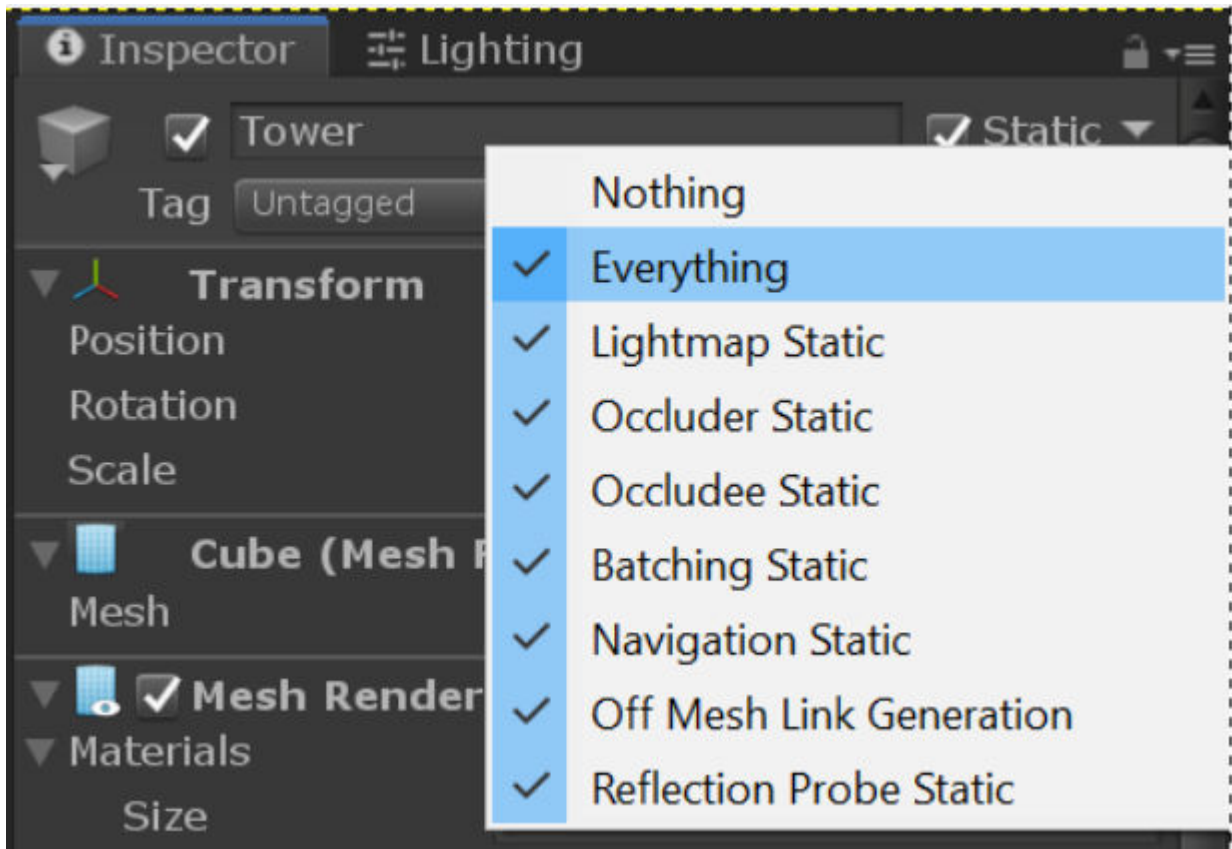 Inspector Lighting
Tower Static
Tag Untagged
Nothing
Everything
Lightmap Static
Occluder Static
Occludee Static
Batching Static
Navigation Static
Off Mesh Link Generation
Reflection Probe Static
Transform
Position
Rotation
Scale
Cube (Mesh
Mesh
Mesh Render
Materials
Size